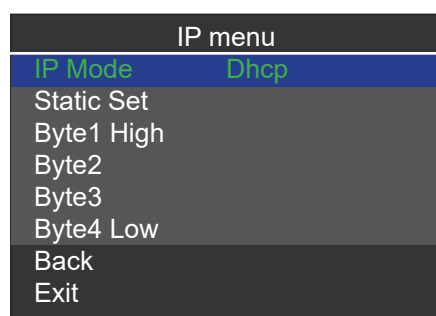 IP menu
IP Mode Dhcp
Static Set
Byte1 High
Byte2
Byte3
Byte4 Low
Back
Exit